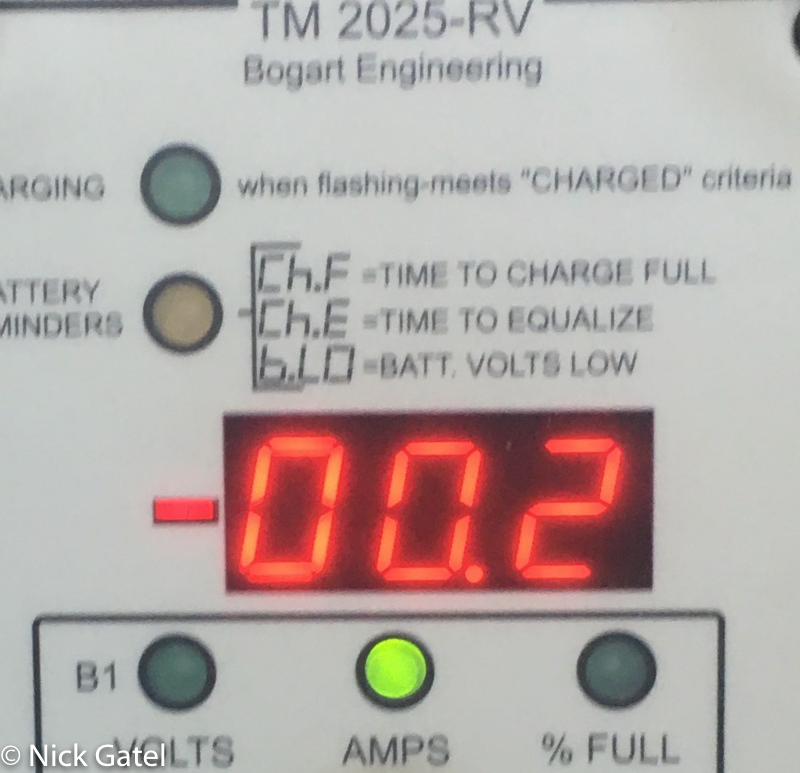 TM 2025-RV
Bogart Engineering
ARGING when flashing-meets "CHARGED" criteria
Ch.F =TIME TO CHARGE FULL
ATTERY
MINDERS Ch.E =TIME TO EQUALIZE
b.LO =BATT. VOLTS LOW
-00.2
B1
VOLTS AMPS % FULL
© Nick Gatel